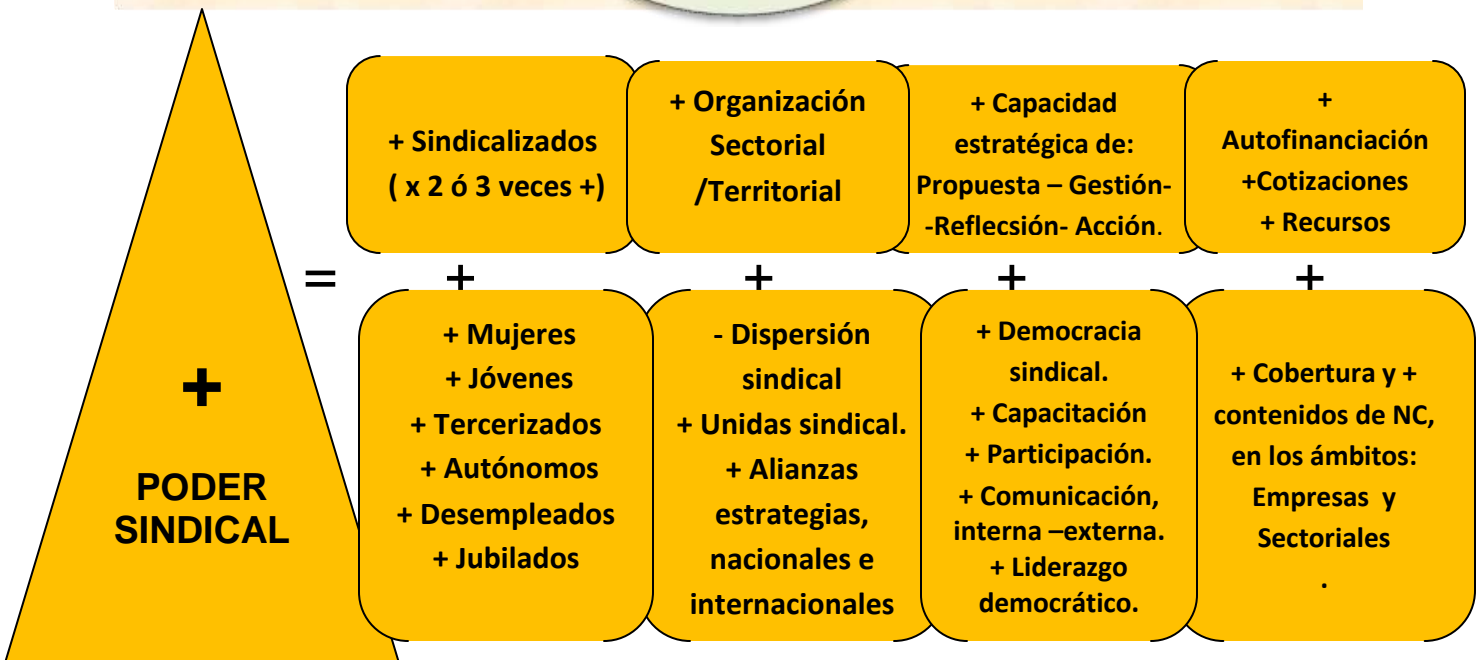 + Sindicalizados
( x 2 ó 3 veces +)
+ Organización
Sectorial
/Territorial
+ Capacidad
estratégica de:
Propuesta – Gestión-
-Reflecsión- Acción.
+
Autofinanciación
+Cotizaciones
+ Recursos
=
+
+
+
+
+
PODER
SINDICAL
+ Mujeres
+ Jóvenes
+ Tercerizados
+ Autónomos
+ Desempleados
+ Jubilados
- Dispersión
sindical
+ Unidas sindical.
+ Alianzas
estrategias,
nacionales e
internacionales
+ Democracia
sindical.
+ Capacitación
+ Participación.
+ Comunicación,
interna –externa.
+ Liderazgo
democrático.
+ Cobertura y +
contenidos de NC,
en los ámbitos:
Empresas y
Sectoriales
.